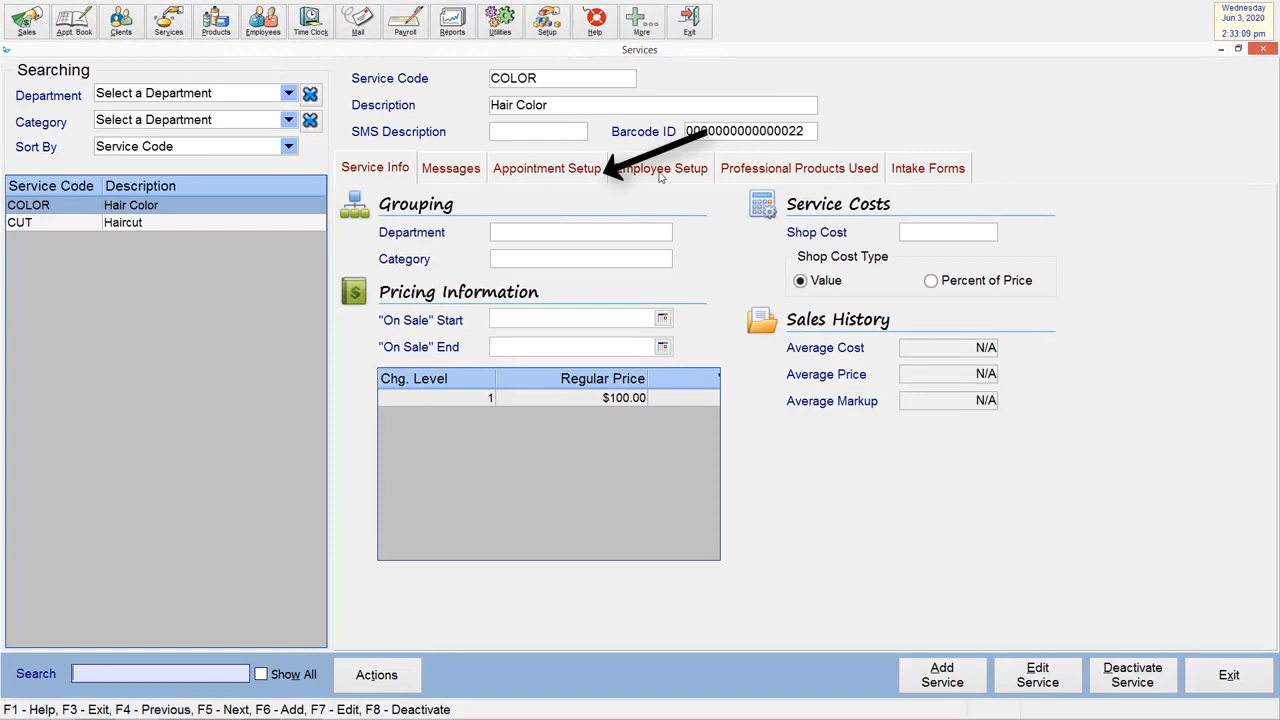 Sales Appt. Book Clients Services Products Employees Time Clock Mail Payroll Reports Utilities Setup Help More Exit
Wednesday
Jun 3, 2020
2:33:09 pm
Services
Searching
Department Select a Department
Category Select a Department
Sort By Service Code
Service Code Description
COLOR Hair Color
CUT Haircut
Service Code COLOR
Description Hair Color
SMS Description Barcode ID 0000000000000022
Service Info Messages Appointment Setup Employee Setup Professional Products Used Intake Forms
Grouping
Department
Category
Pricing Information
"On Sale" Start
"On Sale" End
Chg. Level Regular Price
1 $100.00
Service Costs
Shop Cost
Shop Cost Type
Value Percent of Price
Sales History
Average Cost N/A
Average Price N/A
Average Markup N/A
Search Show All Actions
Add
Service
Edit
Service
Deactivate
Service
Exit
F1 - Help, F3 - Exit, F4 - Previous, F5 - Next, F6 - Add, F7 - Edit, F8 - Deactivate